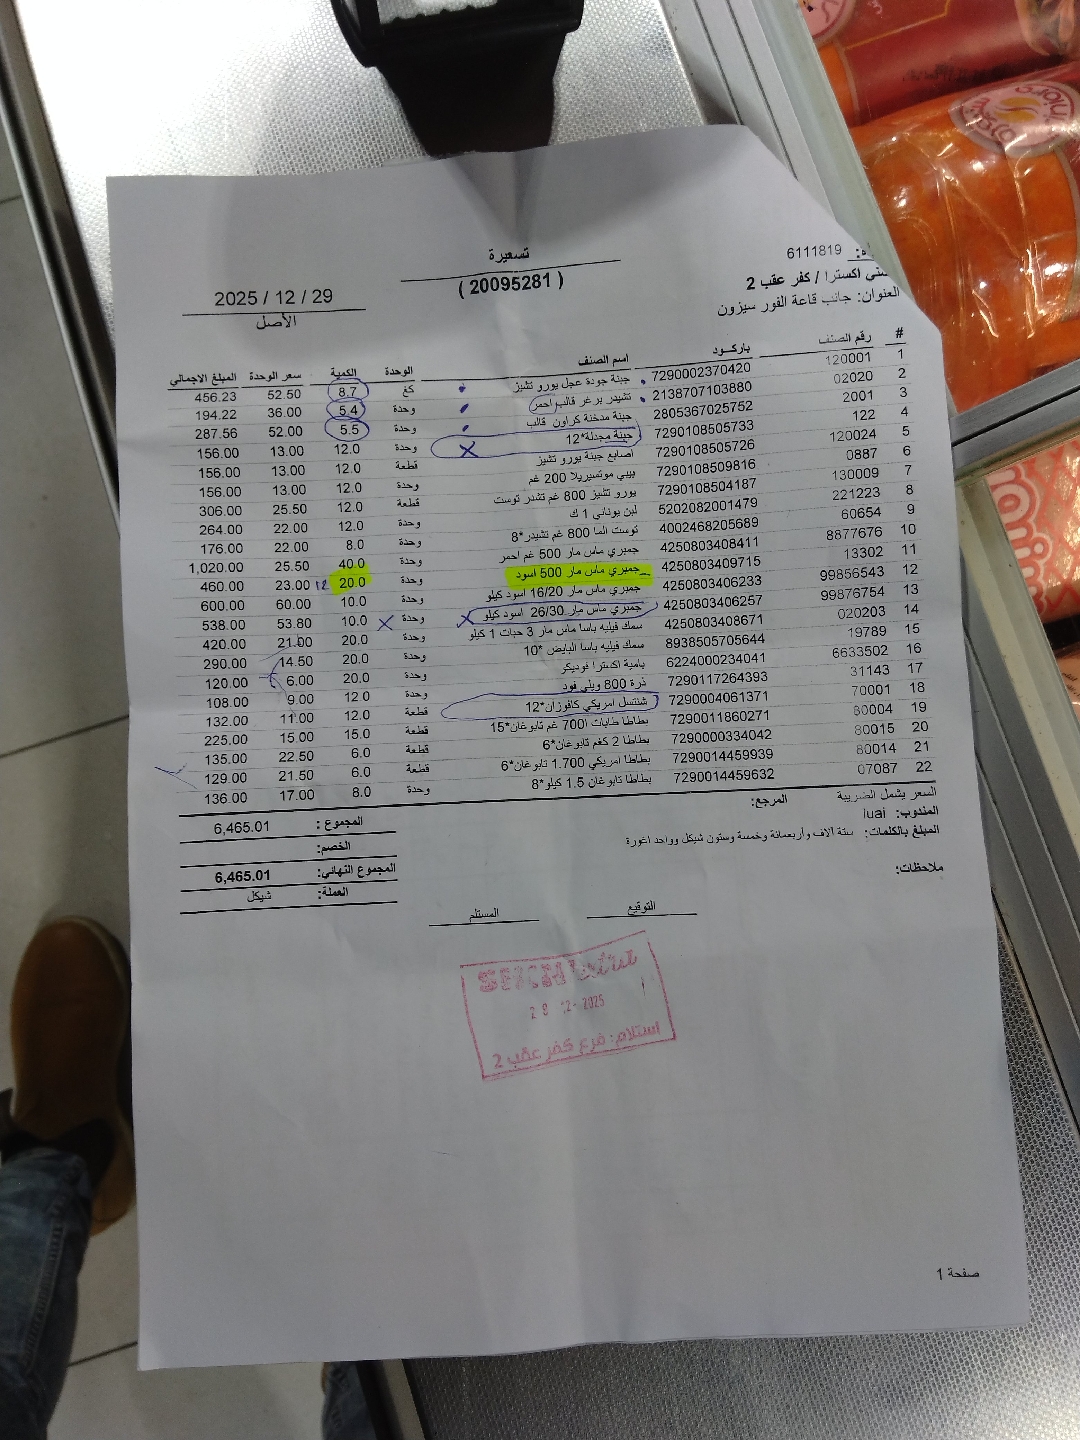 تسعيرة
( 20095281 )
2025 / 12 / 29
الأصل
6111819
اكسترا / كفر عقب 2
العنوان: جانب قاعة الفور سيزون
# رقم الصنف باركود اسم الصنف الوحدة الكمية سعر الوحدة المبلغ الاجمالي
1 120001 7290002370420 جبنة جودة عجل يورو تشيز كغ 8.7 52.50 456.23
2 02020 2138707103880 تشيدر برغر قالب احمر وحدة 5.4 36.00 194.22
3 2001 2805367025752 جبنة مدخنة كراون قالب وحدة 5.5 52.00 287.56
4 122 7290108505733 جبنة مجدلة*12 وحدة 12.0 13.00 156.00
5 120024 7290108505726 اصابع جبنة يورو تشيز قطعة 12.0 13.00 156.00
6 0887 7290108509816 بيبي موتسيريلا 200 غم وحدة 12.0 13.00 156.00
7 130009 7290108504187 يورو تشيز 800 غم تشدر توست قطعة 12.0 25.50 306.00
8 221223 5202082001479 لبن يوناني 1 ك وحدة 12.0 22.00 264.00
9 60654 4002468205689 توست الما 800 غم تشيدر*8 وحدة 8.0 22.00 176.00
10 8877676 4250803408411 جمبري ماس مار 500 غم احمر وحدة 40.0 25.50 1,020.00
11 13302 4250803409715 جمبري ماس مار 500 اسود وحدة 20.0 12 23.00 460.00
12 99856543 4250803406233 جمبري ماس مار 16/20 اسود كيلو وحدة 10.0 60.00 600.00
13 99876754 4250803406257 جمبري ماس مار 26/30 اسود كيلو وحدة 10.0 53.80 538.00
14 020203 4250803408671 سمك فيليه باسا ماس مار 3 حبات 1 كيلو وحدة 20.0 21.00 420.00
15 19789 8938505705644 سمك فيليه باسا البايض *10 وحدة 20.0 14.50 290.00
16 6633502 6224000234041 بامية اكسترا فوديكر وحدة 20.0 6.00 120.00
17 31143 7290117264393 ذرة 800 ويلي فود وحدة 12.0 9.00 108.00
18 70001 7290004061371 شنتسل امريكي كافوزان*12 قطعة 12.0 11.00 132.00
19 80004 7290011860271 بطاطا طابات 700 غم تابوغان*15 وحدة 15.0 15.00 225.00
20 80015 7290000334042 بطاطا 2 كغم تابوغان*6 قطعة 6.0 22.50 135.00
21 80014 7290014459939 بطاطا امريكي 1.700 تابوغان*6 قطعة 6.0 21.50 129.00
22 07087 7290014459632 بطاطا تابوغان 1.5 كيلو*8 وحدة 8.0 17.00 136.00
السعر يشمل الضريبة المرجع:
المندوب: لؤي
المبلغ بالكلمات: ستة آلاف وأربعمائة وخمسة وستون شيكل وواحد اغورة
ملاحظات:
المجموع : 6,465.01
الخصم:
المجموع النهائي: 6,465.01
العملة: شيكل
التوقيع المستلم
2025
استلام: فرع كفر عقب 2
صفحة 1